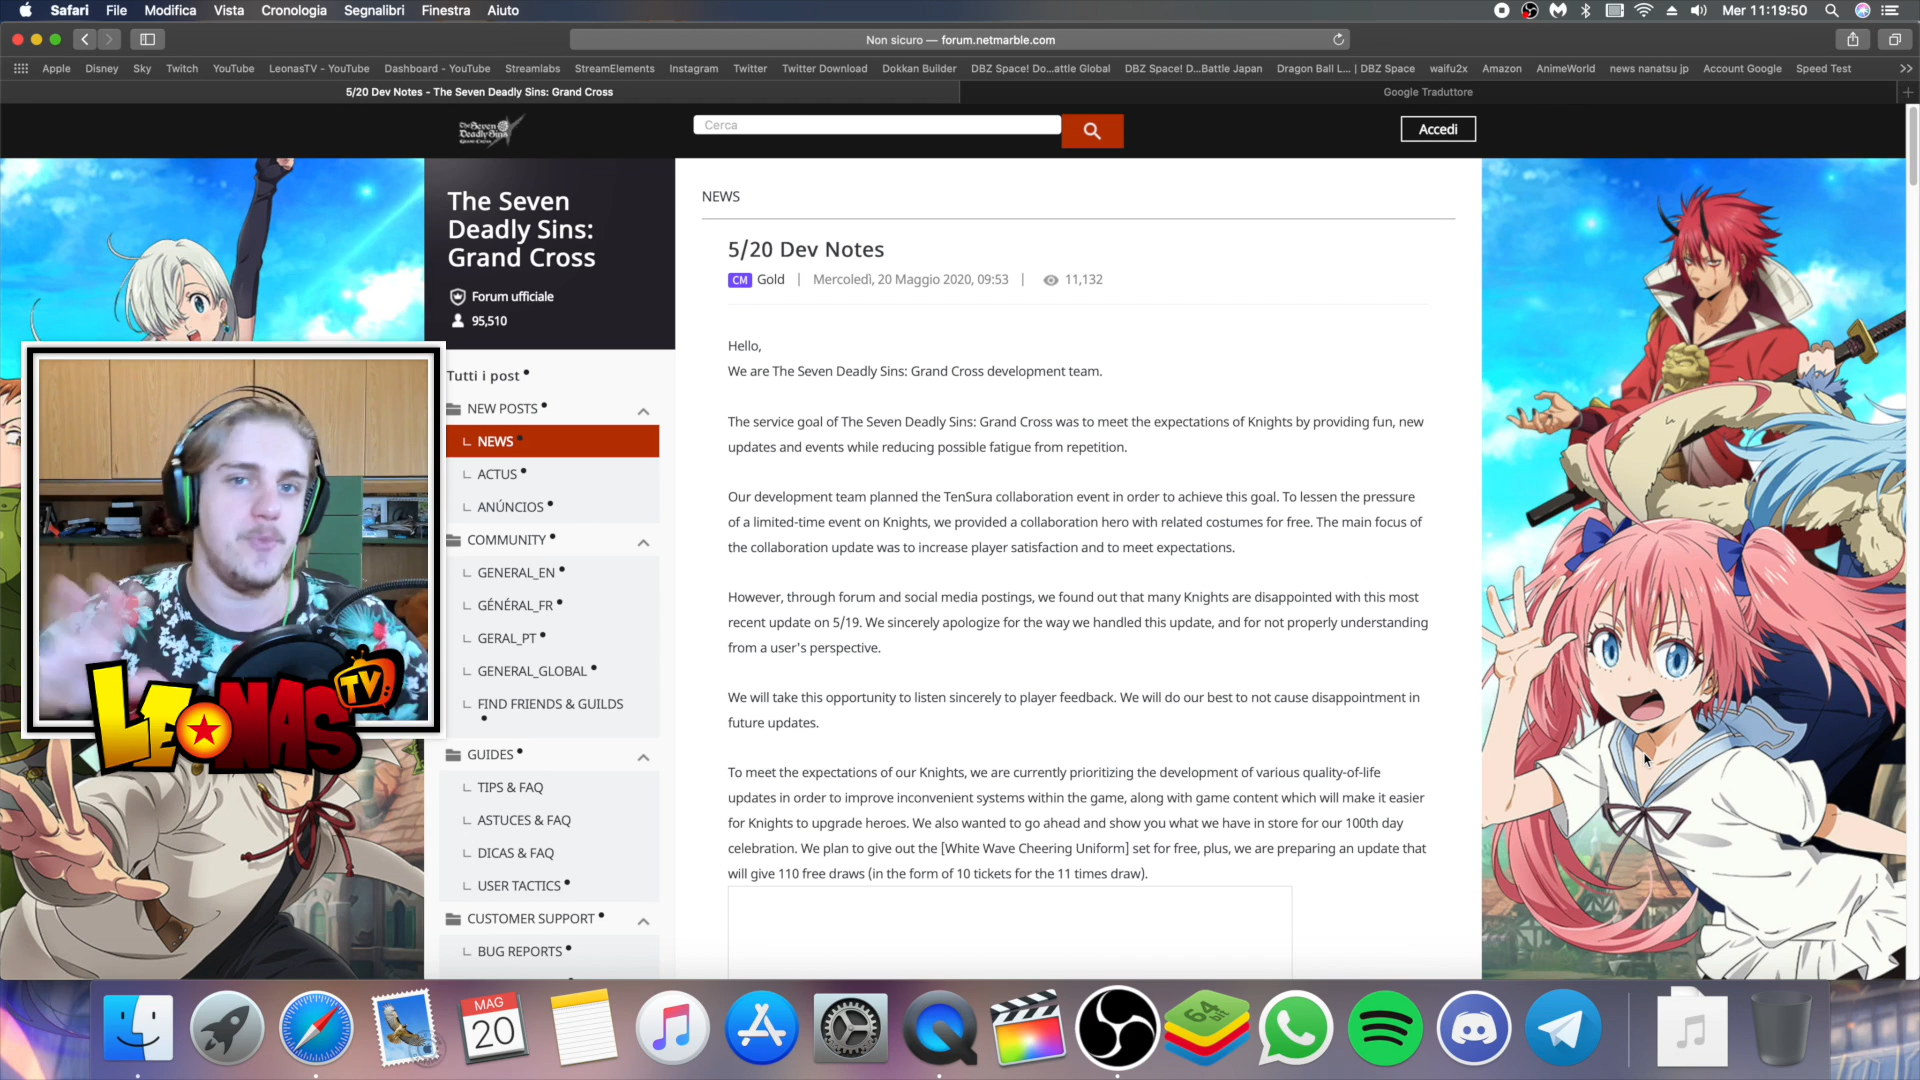 Safari File Modifica Vista Cronologia Segnalibri Finestra Aiuto
Mer 11:19:50
Non sicuro — forum.netmarble.com
Apple Disney Sky Twitch YouTube LeonasTV - YouTube Dashboard - YouTube Streamlabs StreamElements Instagram Twitter Twitter Download Dokkan Builder DBZ Space! Do...attle Global DBZ Space! D...Battle Japan Dragon Ball L... | DBZ Space waifu2x Amazon AnimeWorld news nanatsu jp Account Google Speed Test
5/20 Dev Notes - The Seven Deadly Sins: Grand Cross
Google Traduttore
The Seven
Deadly Sins
GRAND CROSS
Cerca
Accedi
The Seven
Deadly Sins:
Grand Cross
Forum ufficiale
95,510
Tutti i post
NEW POSTS
NEWS
ACTUS
ANÚNCIOS
COMMUNITY
GENERAL_EN
GÉNÉRAL_FR
GERAL_PT
GENERAL_GLOBAL
FIND FRIENDS & GUILDS
GUIDES
TIPS & FAQ
ASTUCES & FAQ
DICAS & FAQ
USER TACTICS
CUSTOMER SUPPORT
BUG REPORTS
NEWS
5/20 Dev Notes
CM Gold | Mercoledì, 20 Maggio 2020, 09:53 | 11,132
Hello,
We are The Seven Deadly Sins: Grand Cross development team.
The service goal of The Seven Deadly Sins: Grand Cross was to meet the expectations of Knights by providing fun, new
updates and events while reducing possible fatigue from repetition.
Our development team planned the TenSura collaboration event in order to achieve this goal. To lessen the pressure
of a limited-time event on Knights, we provided a collaboration hero with related costumes for free. The main focus of
the collaboration update was to increase player satisfaction and to meet expectations.
However, through forum and social media postings, we found out that many Knights are disappointed with this most
recent update on 5/19. We sincerely apologize for the way we handled this update, and for not properly understanding
from a user's perspective.
We will take this opportunity to listen sincerely to player feedback. We will do our best to not cause disappointment in
future updates.
To meet the expectations of our Knights, we are currently prioritizing the development of various quality-of-life
updates in order to improve inconvenient systems within the game, along with game content which will make it easier
for Knights to upgrade heroes. We also wanted to go ahead and show you what we have in store for our 100th day
celebration. We plan to give out the [White Wave Cheering Uniform] set for free, plus, we are preparing an update that
will give 110 free draws (in the form of 10 tickets for the 11 times draw).
LEONAS TV
MAG
20
64 bit